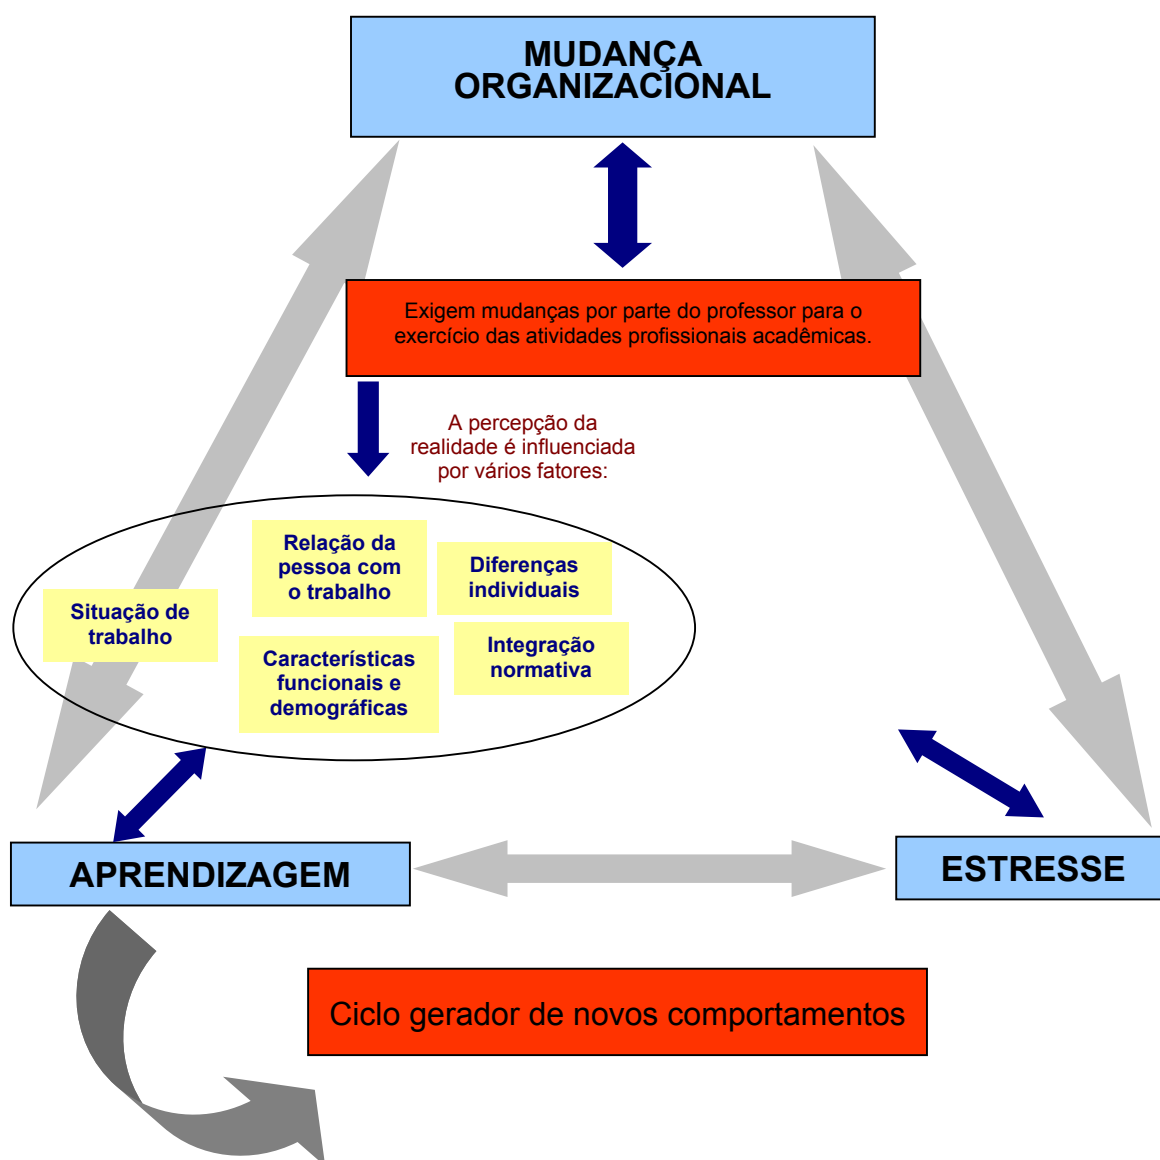 MUDANÇA
ORGANIZACIONAL
Exigem mudanças por parte do professor para o
exercício das atividades profissionais acadêmicas.
A percepção da
realidade é influenciada
por vários fatores:
Relação da
pessoa com
o trabalho
Diferenças
individuais
Situação de
trabalho
Característícas
funcionais e
demográficas
Integração
normativa
APRENDIZAGEM
ESTRESSE
Ciclo gerador de novos comportamentos